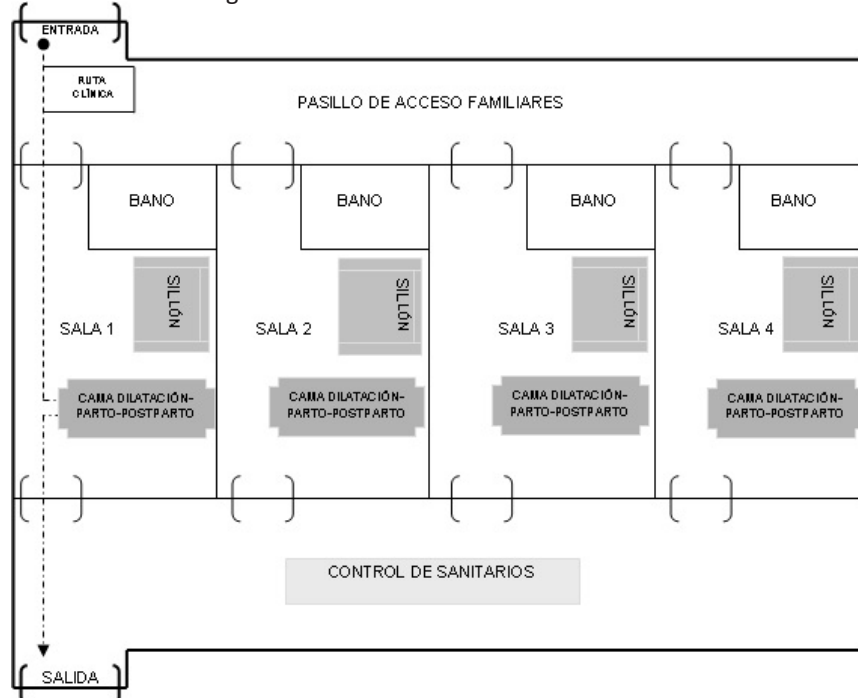 ENTRADA
RUTA
CLÍNICA
PASILLO DE ACCESO FAMILIARES
BANO
BANO
BANO
BANO
SILLÓN
SILLÓN
SILLÓN
SILLÓN
SALA 1
SALA 2
SALA 3
SALA 4
CAMA DILATACIÓN-
PARTO-POSTPARTO
CAMA DILATACIÓN-
PARTO-POSTPARTO
CAMA DILATACIÓN-
PARTO-POSTPARTO
CAMA DILATACIÓN-
PARTO-POSTPARTO
CONTROL DE SANITARIOS
SALIDA